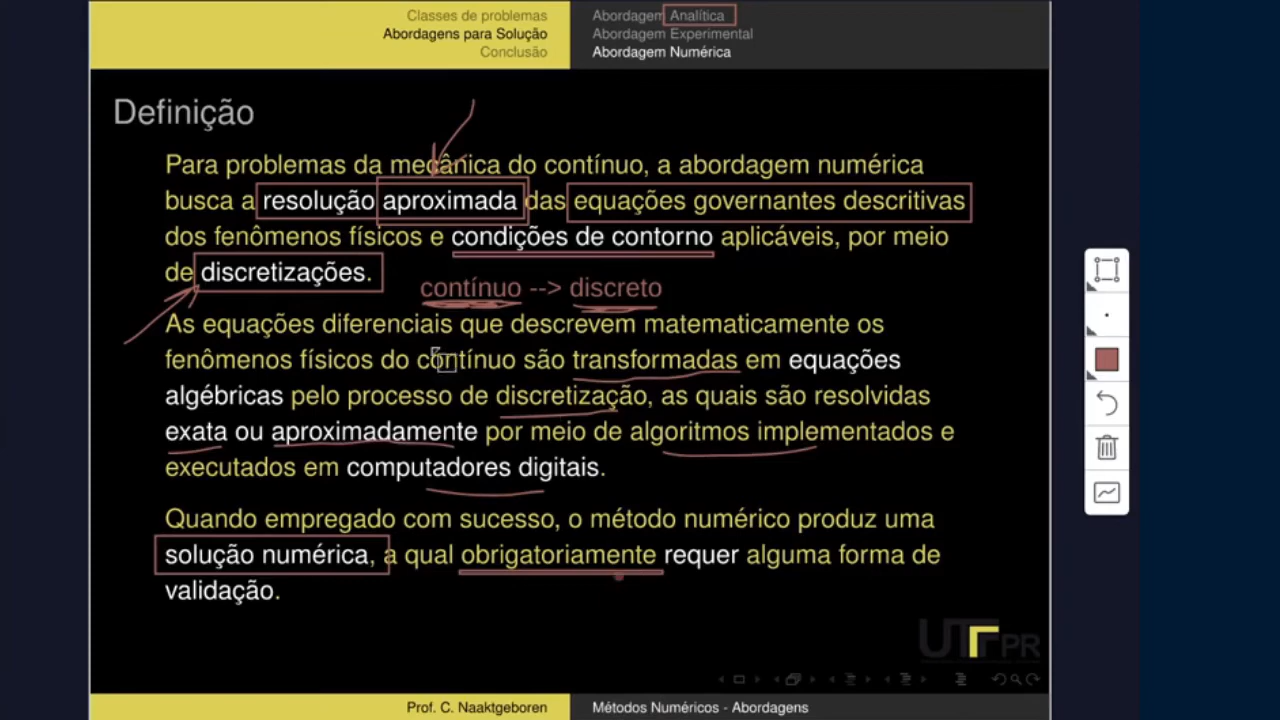 Classes de problemas
Abordagens para Solução
Conclusão
Abordagem Analítica
Abordagem Experimental
Abordagem Numérica
Definição
Para problemas da mecânica do contínuo, a abordagem numérica
busca a resolução aproximada das equações governantes descritivas
dos fenômenos físicos e condições de contorno aplicáveis, por meio
de discretizações.
contínuo --> discreto
As equações diferenciais que descrevem matematicamente os
fenômenos físicos do contínuo são transformadas em equações
algébricas pelo processo de discretização, as quais são resolvidas
exata ou aproximadamente por meio de algoritmos implementados e
executados em computadores digitais.
Quando empregado com sucesso, o método numérico produz uma
solução numérica, a qual obrigatoriamente requer alguma forma de
validação.
UTFPR
Prof. C. Naaktgeboren
Métodos Numéricos - Abordagens